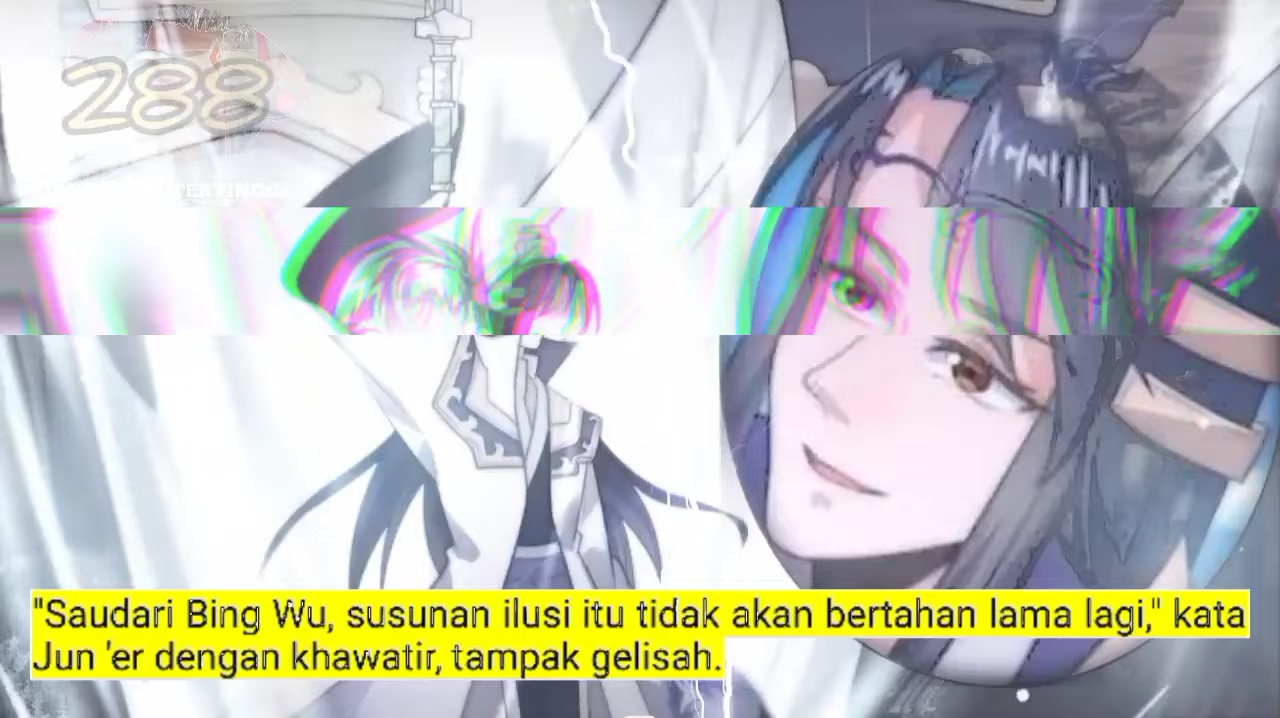 288
TERTINGGI
"Saudari Bing Wu, susunan ilusi itu tidak akan bertahan lama lagi," kata
Jun 'er dengan khawatir, tampak gelisah.